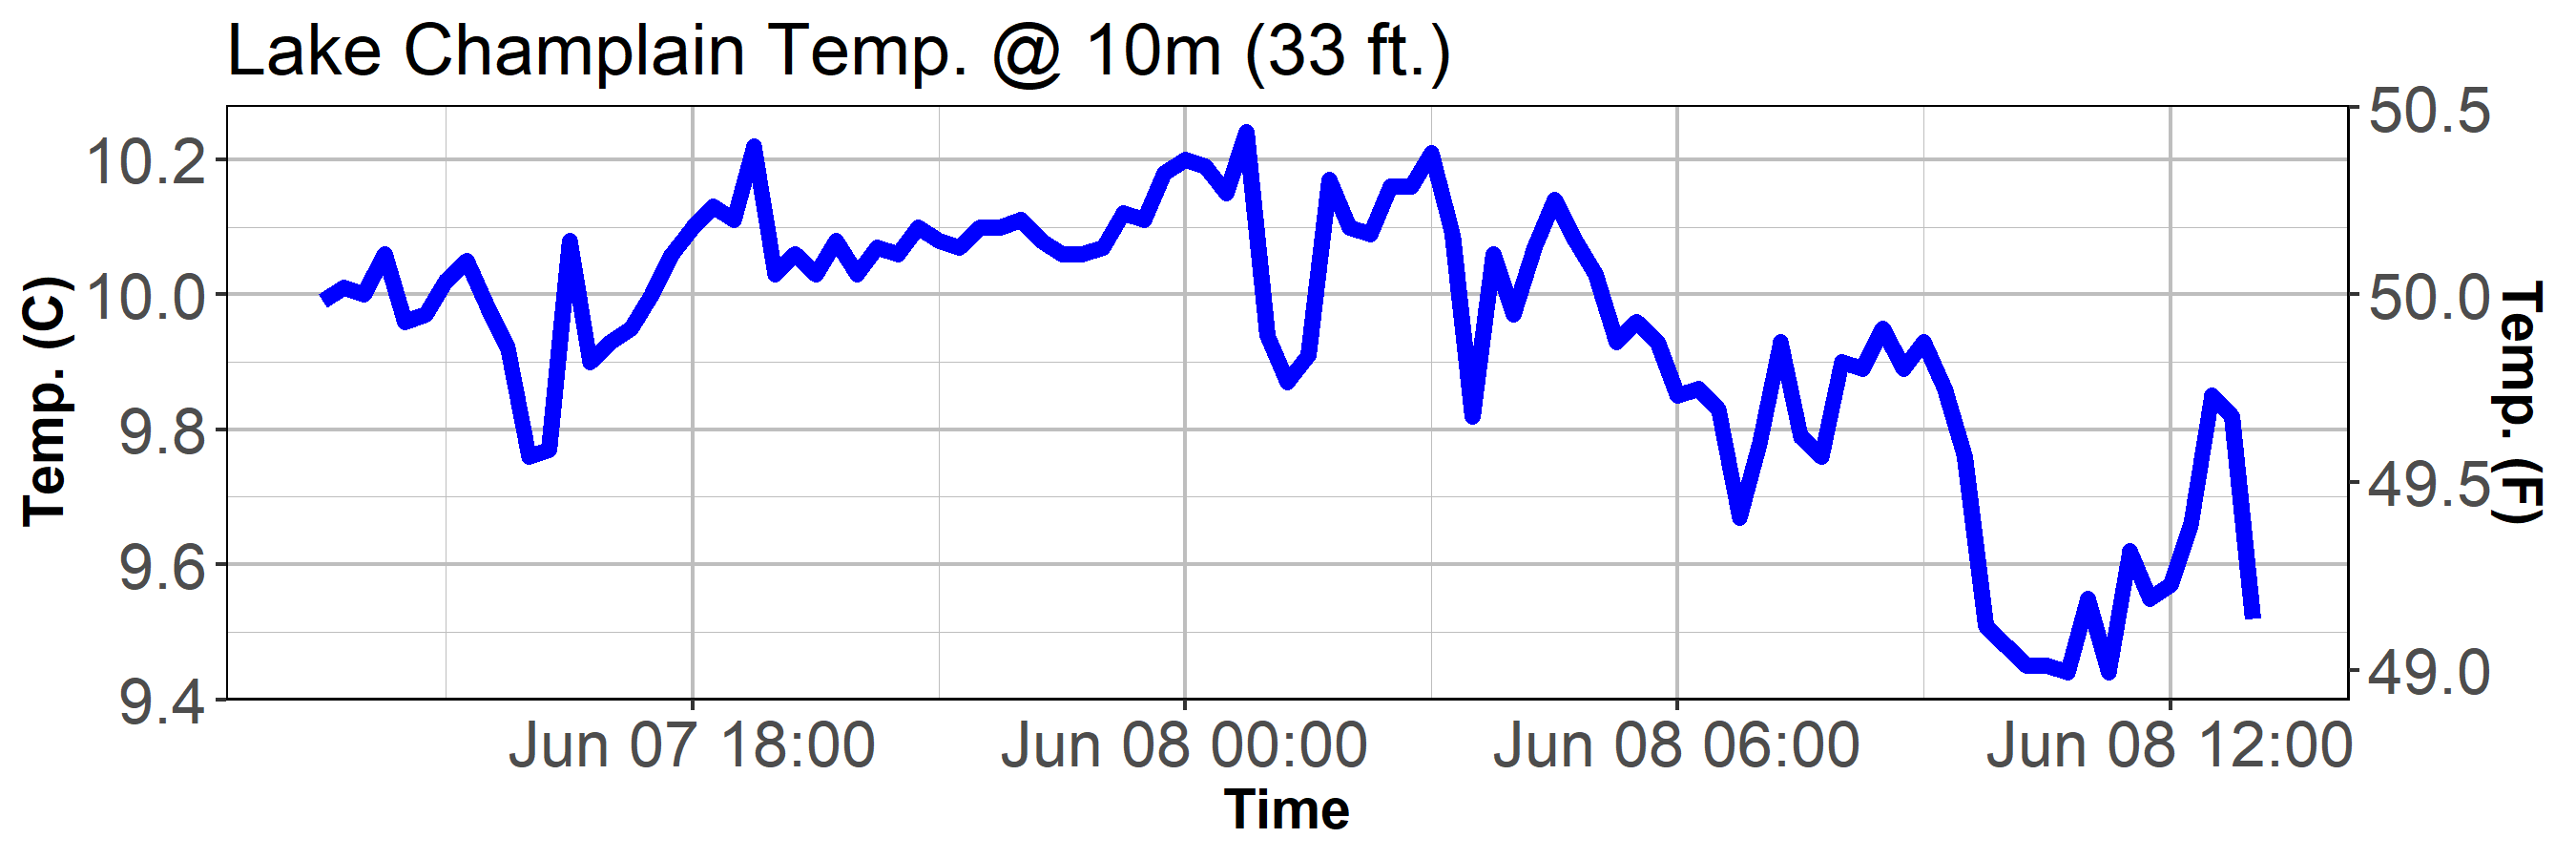 Lake Champlain Temp. @ 10m (33 ft.)
10.2
10.0
9.8
9.6
9.4
Temp. (C)
50.5
50.0
49.5
49.0
Temp. (F)
Jun 07 18:00 Jun 08 00:00 Jun 08 06:00 Jun 08 12:00
Time